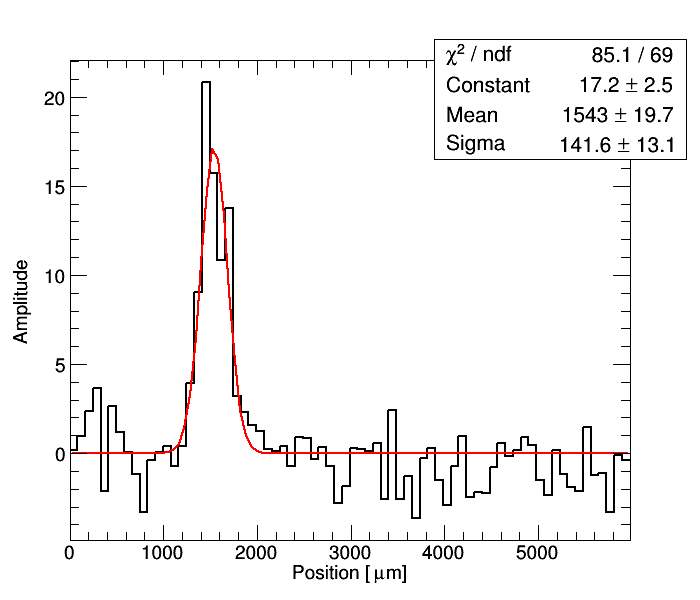 χ² / ndf 85.1 / 69
Constant 17.2 ± 2.5
Mean 1543 ± 19.7
Sigma 141.6 ± 13.1
20
15
10
5
0
Amplitude
0 1000 2000 3000 4000 5000
Position [ μm]